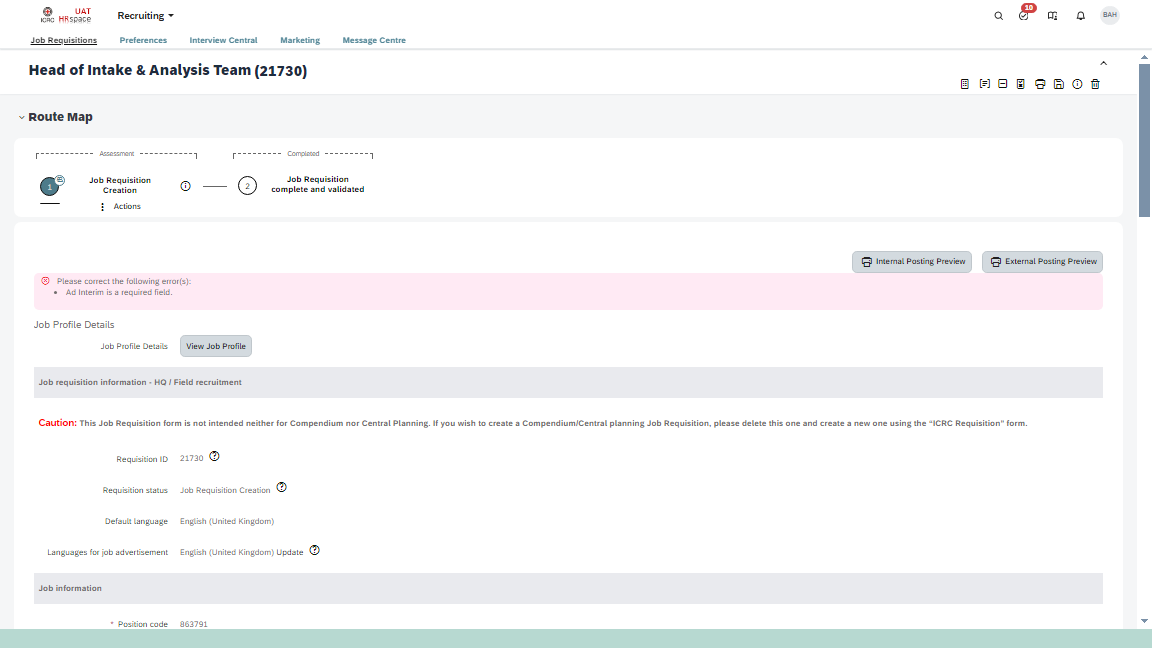 ICRC
UAT
HRspace
Recruiting
10
BAH
Job Requisitions
Preferences
Interview Central
Marketing
Message Centre
Head of Intake & Analysis Team (21730)
Route Map
Assessment
Completed
1
Job Requisition
Creation
2
Job Requisition
complete and validated
Actions
Internal Posting Preview
External Posting Preview
Please correct the following error(s):
• Ad Interim is a required field.
Job Profile Details
Job Profile Details
View Job Profile
Job requisition information - HQ / Field recruitment
Caution: This Job Requisition form is not intended neither for Compendium nor Central Planning. If you wish to create a Compendium/Central planning Job Requisition, please delete this one and create a new one using the “ICRC Requisition” form.
Requisition ID 21730
Requisition status Job Requisition Creation
Default language English (United Kingdom)
Languages for job advertisement English (United Kingdom) Update
Job information
* Position code 863791